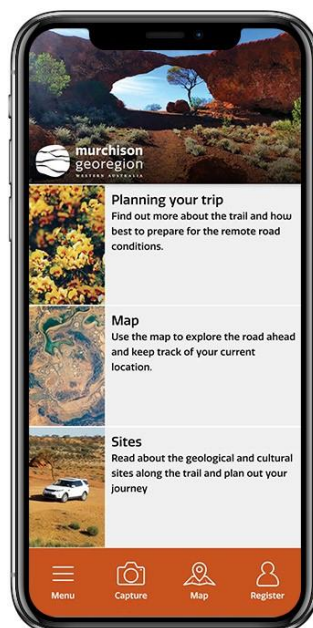 murchison
georegion
WESTERN AUSTRALIA
Planning your trip
Find out more about the trail and how
best to prepare for the remote road
conditions.
Map
Use the map to explore the road ahead
and keep track of your current
location.
Sites
Read about the geological and cultural
sites along the trail and plan out your
journey
Menu
Capture
Map
Register